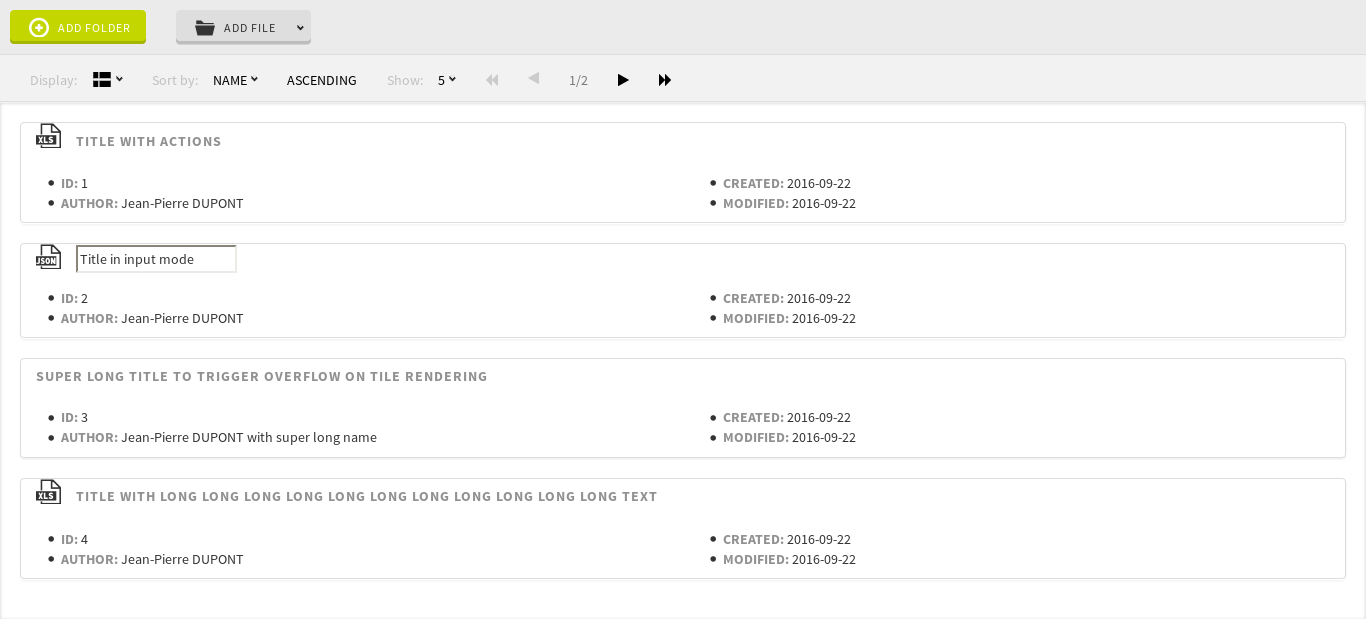 ADD FOLDER ADD FILE
Display: Sort by: NAME ASCENDING Show: 5 1/2
XLS TITLE WITH ACTIONS
ID: 1 CREATED: 2016-09-22
AUTHOR: Jean-Pierre DUPONT MODIFIED: 2016-09-22
JSON Title in input mode
ID: 2 CREATED: 2016-09-22
AUTHOR: Jean-Pierre DUPONT MODIFIED: 2016-09-22
SUPER LONG TITLE TO TRIGGER OVERFLOW ON TILE RENDERING
ID: 3 CREATED: 2016-09-22
AUTHOR: Jean-Pierre DUPONT with super long name MODIFIED: 2016-09-22
XLS TITLE WITH LONG LONG LONG LONG LONG LONG LONG LONG LONG LONG LONG TEXT
ID: 4 CREATED: 2016-09-22
AUTHOR: Jean-Pierre DUPONT MODIFIED: 2016-09-22